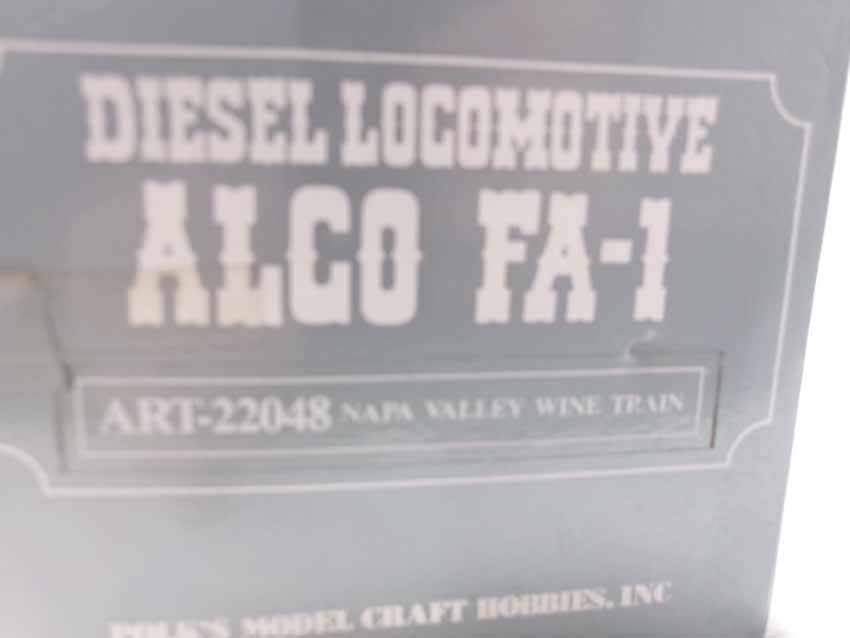 DIESEL LOCOMOTIVE
ALCO FA-1
ART-22048 NAPA VALLEY WINE TRAIN
POLK'S MODEL CRAFT HOBBIES, INC